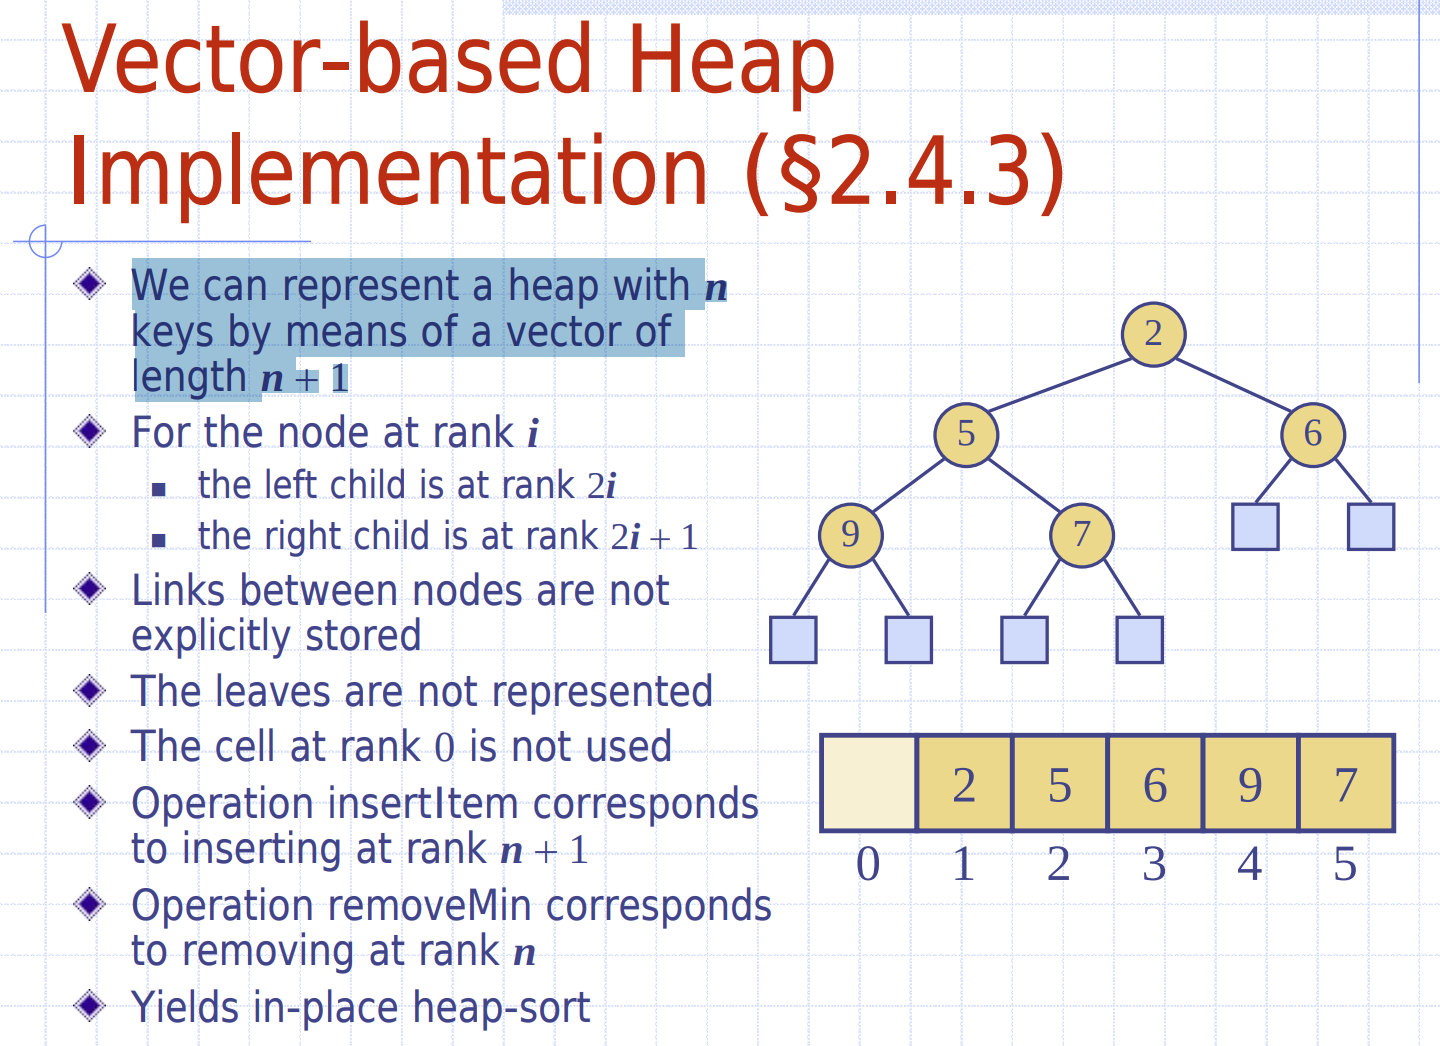 Vector-based Heap
Implementation (§2.4.3)
We can represent a heap with n
keys by means of a vector of
length n + 1
For the node at rank i
the left child is at rank 2i
the right child is at rank 2i + 1
Links between nodes are not
explicitly stored
The leaves are not represented
The cell at rank 0 is not used
Operation insertItem corresponds
to inserting at rank n + 1
Operation removeMin corresponds
to removing at rank n
Yields in-place heap-sort
2
5 6
9 7
2 5 6 9 7
0 1 2 3 4 5